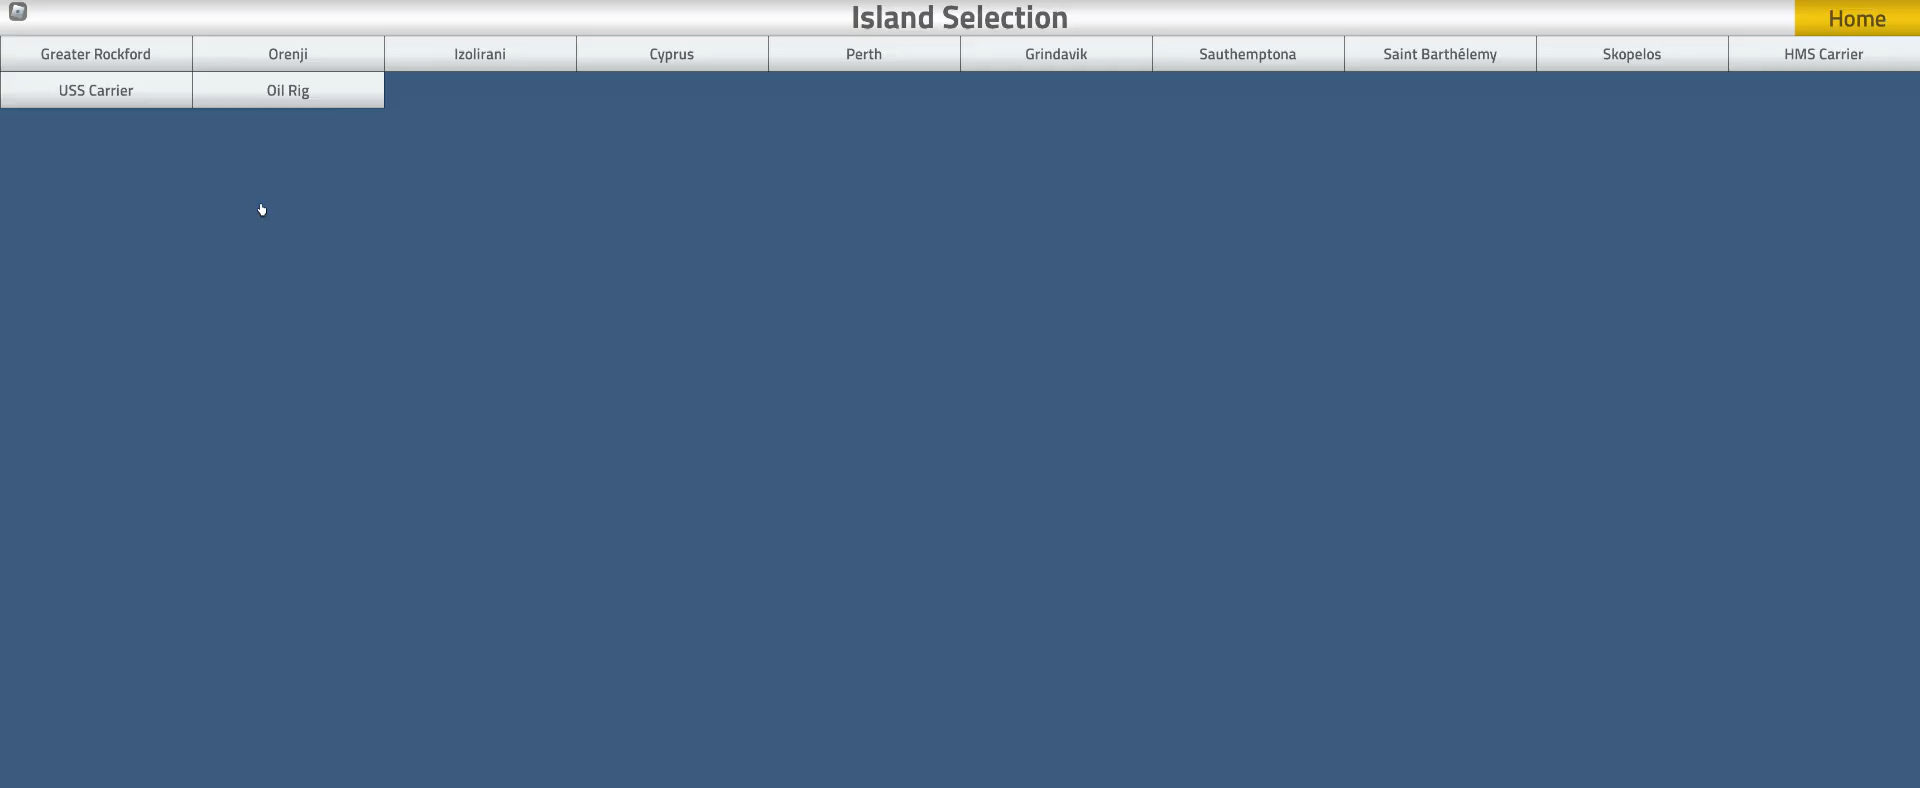 Island Selection Home
Greater Rockford Orenji Izolirani Cyprus Perth Grindavik Sauthemptona Saint Barthélemy Skopelos HMS Carrier
USS Carrier Oil Rig